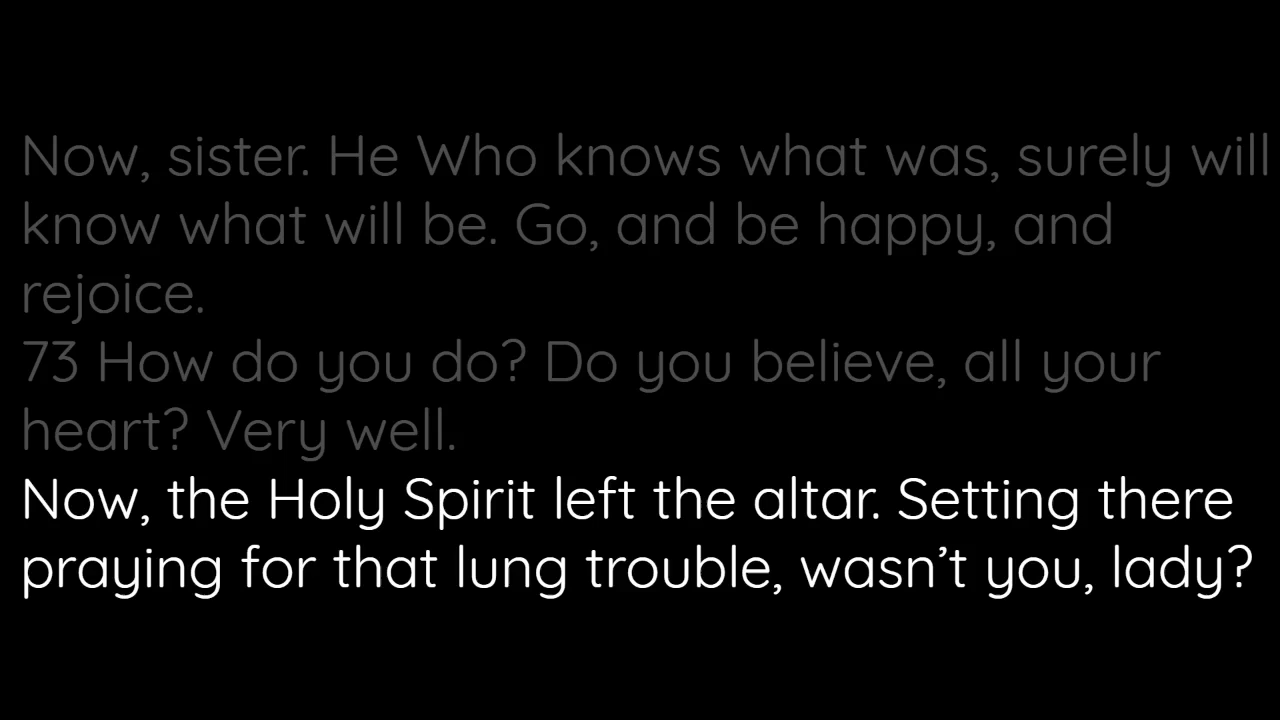 Now, sister. He Who knows what was, surely will
know what will be. Go, and be happy, and
rejoice.
73 How do you do? Do you believe, all your
heart? Very well.
Now, the Holy Spirit left the altar. Setting there
praying for that lung trouble, wasn’t you, lady?